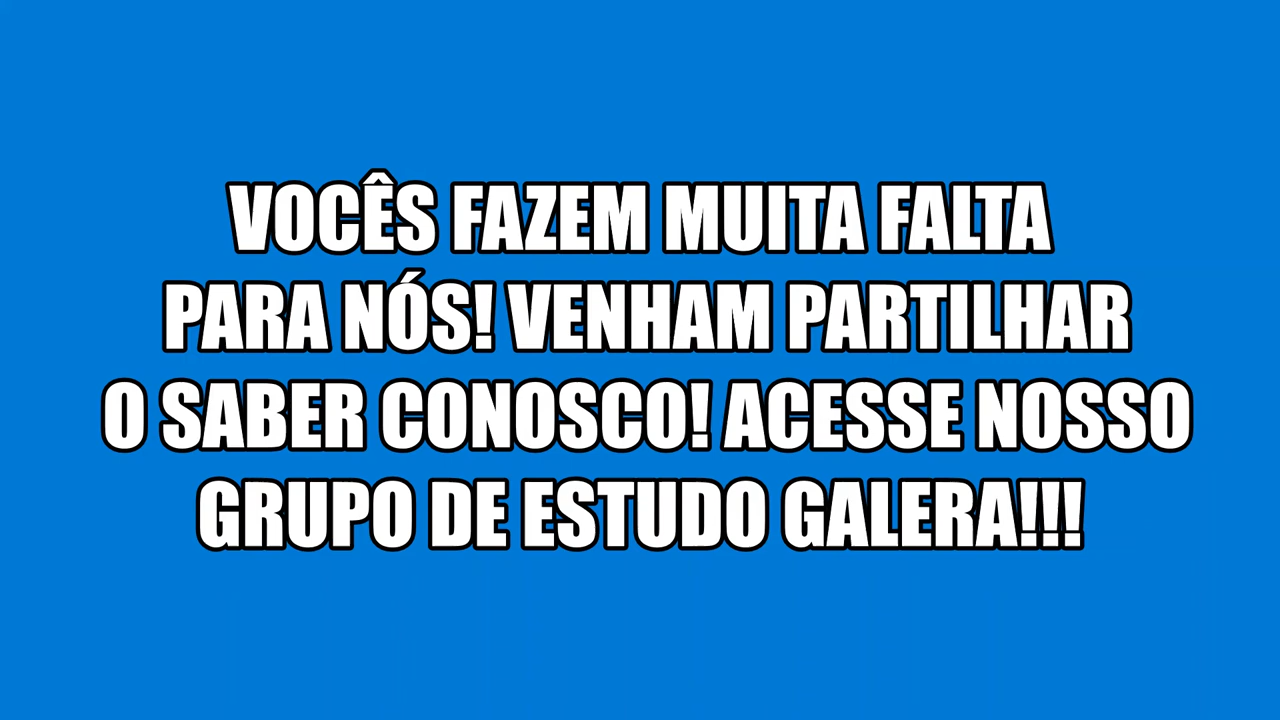 VOCÊS FAZEM MUITA FALTA
PARA NÓS! VENHAM PARTILHAR
O SABER CONOSCO! ACESSE NOSSO
GRUPO DE ESTUDO GALERA!!!